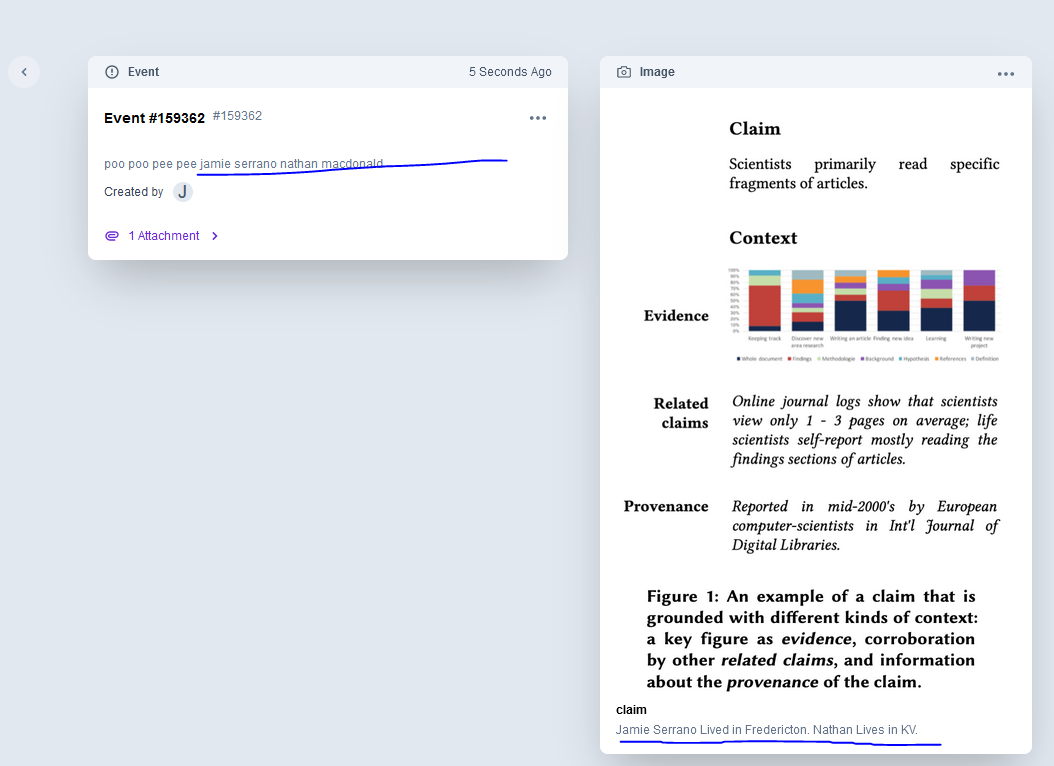 Event
5 Seconds Ago
Event #159362 #159362
poo poo pee pee jamie serrano nathan macdonald
Created by J
1 Attachment
Image
Claim
Scientists primarily read specific
fragments of articles.
Context
Evidence
100%
90%
80%
70%
60%
50%
40%
30%
20%
10%
0%
Keeping track
Discover new
area research
Writing an article
Finding new idea
Learning
Writing new
project
Whole document
Findings
Methodologie
Background
Hypothesis
References
Definition
Related
claims
Online journal logs show that scientists
view only 1 - 3 pages on average; life
scientists self-report mostly reading the
findings sections of articles.
Provenance
Reported in mid-2000's by European
computer-scientists in Int'l Journal of
Digital Libraries.
Figure 1: An example of a claim that is
grounded with different kinds of context:
a key figure as evidence, corroboration
by other related claims, and information
about the provenance of the claim.
claim
Jamie Serrano Lived in Fredericton. Nathan Lives in KV.